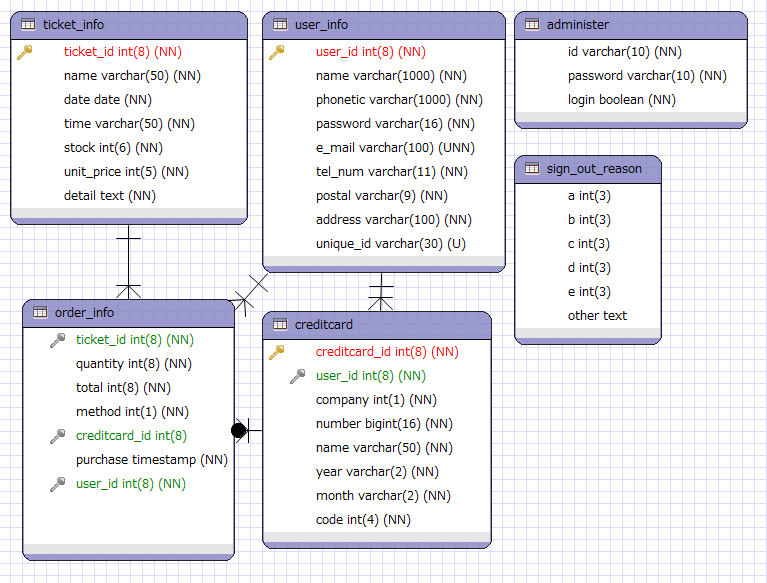 ticket_info
ticket_id int(8) (NN)
name varchar(50) (NN)
date date (NN)
time varchar(50) (NN)
stock int(6) (NN)
unit_price int(5) (NN)
detail text (NN)
user_info
user_id int(8) (NN)
name varchar(1000) (NN)
phonetic varchar(1000) (NN)
password varchar(16) (NN)
e_mail varchar(100) (UNN)
tel_num varchar(11) (NN)
postal varchar(9) (NN)
address varchar(100) (NN)
unique_id varchar(30) (U)
administer
id varchar(10) (NN)
password varchar(10) (NN)
login boolean (NN)
sign_out_reason
a int(3)
b int(3)
c int(3)
d int(3)
e int(3)
other text
order_info
ticket_id int(8) (NN)
quantity int(8) (NN)
total int(8) (NN)
method int(1) (NN)
creditcard_id int(8)
purchase timestamp (NN)
user_id int(8) (NN)
creditcard
creditcard_id int(8) (NN)
user_id int(8) (NN)
company int(1) (NN)
number bigint(16) (NN)
name varchar(50) (NN)
year varchar(2) (NN)
month varchar(2) (NN)
code int(4) (NN)